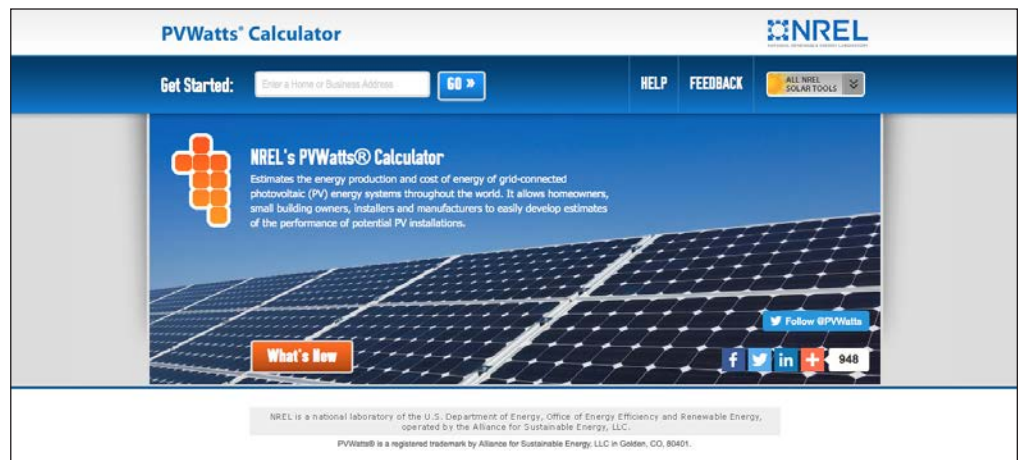 PVWatts® Calculator
NREL
NATIONAL RENEWABLE ENERGY LABORATORY
Get Started:
Enter a Home or Business Address
GO »
HELP
FEEDBACK
ALL NREL
SOLAR TOOLS
NREL's PVWatts® Calculator
Estimates the energy production and cost of energy of grid-connected
photovoltaic (PV) energy systems throughout the world. It allows homeowners,
small building owners, installers and manufacturers to easily develop estimates
of the performance of potential PV installations.
Follow @PVWatts
What's New
f
in
+
948
NREL is a national laboratory of the U.S. Department of Energy, Office of Energy Efficiency and Renewable Energy,
operated by the Alliance for Sustainable Energy, LLC.
PVWatts® is a registered trademark by Alliance for Sustainable Energy, LLC in Golden, CO, 80401.